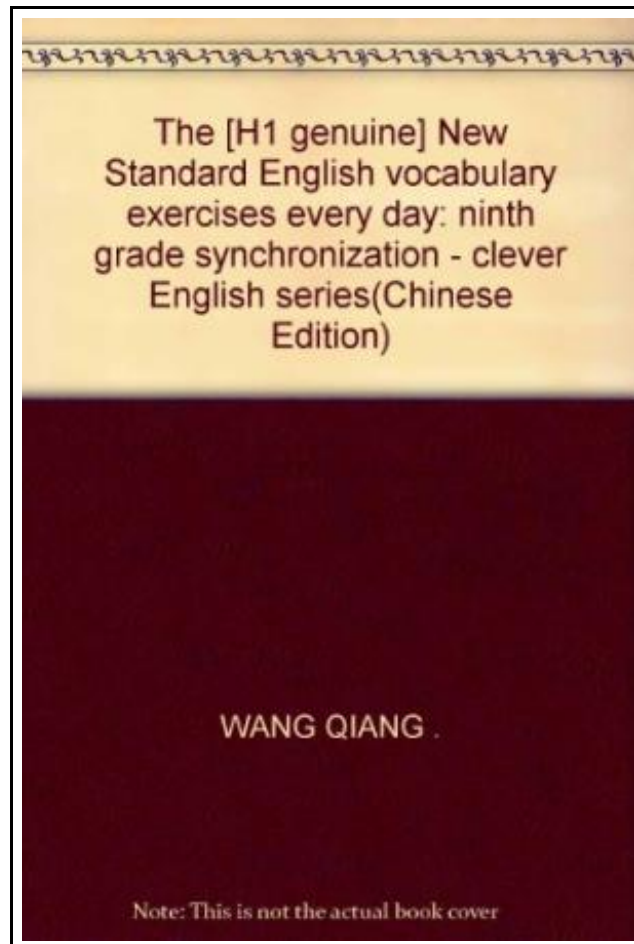 The [H1 genuine] New
Standard English vocabulary
exercises every day: ninth
grade synchronization - clever
English series(Chinese
Edition)
WANG QIANG .
Note: This is not the actual book cover